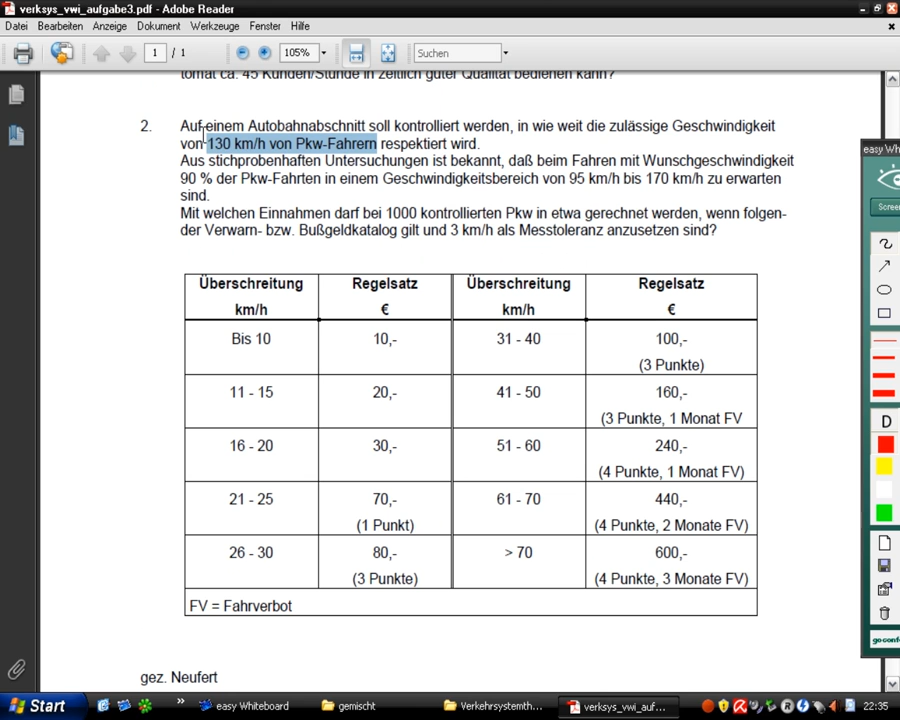 verksys_vwi_aufgabe3.pdf - Adobe Reader
Datei Bearbeiten Anzeige Dokument Werkzeuge Fenster Hilfe
1 / 1 105% Suchen
tomat ca. 45 Kunden/Stunde in zeitlich guter Qualität bedienen kann?
2. Auf einem Autobahnabschnitt soll kontrolliert werden, in wie weit die zulässige Geschwindigkeit
von 130 km/h von Pkw-Fahrern respektiert wird.
Aus stichprobenhaften Untersuchungen ist bekannt, daß beim Fahren mit Wunschgeschwindigkeit
90 % der Pkw-Fahrten in einem Geschwindigkeitsbereich von 95 km/h bis 170 km/h zu erwarten
sind.
Mit welchen Einnahmen darf bei 1000 kontrollierten Pkw in etwa gerechnet werden, wenn folgen-
der Verwarn- bzw. Bußgeldkatalog gilt und 3 km/h als Messtoleranz anzusetzen sind?
Überschreitung Regelsatz Überschreitung Regelsatz
km/h € km/h €
Bis 10 10,- 31 - 40 100,-
(3 Punkte)
11 - 15 20,- 41 - 50 160,-
(3 Punkte, 1 Monat FV
16 - 20 30,- 51 - 60 240,-
(4 Punkte, 1 Monat FV)
21 - 25 70,- 61 - 70 440,-
(1 Punkt) (4 Punkte, 2 Monate FV)
26 - 30 80,- > 70 600,-
(3 Punkte) (4 Punkte, 3 Monate FV)
FV = Fahrverbot
gez. Neufert
easy Wh
Scree
D
go-conf
Start easy Whiteboard gemischt Verkehrsystemth... verksys_vwi_auf... 22:35